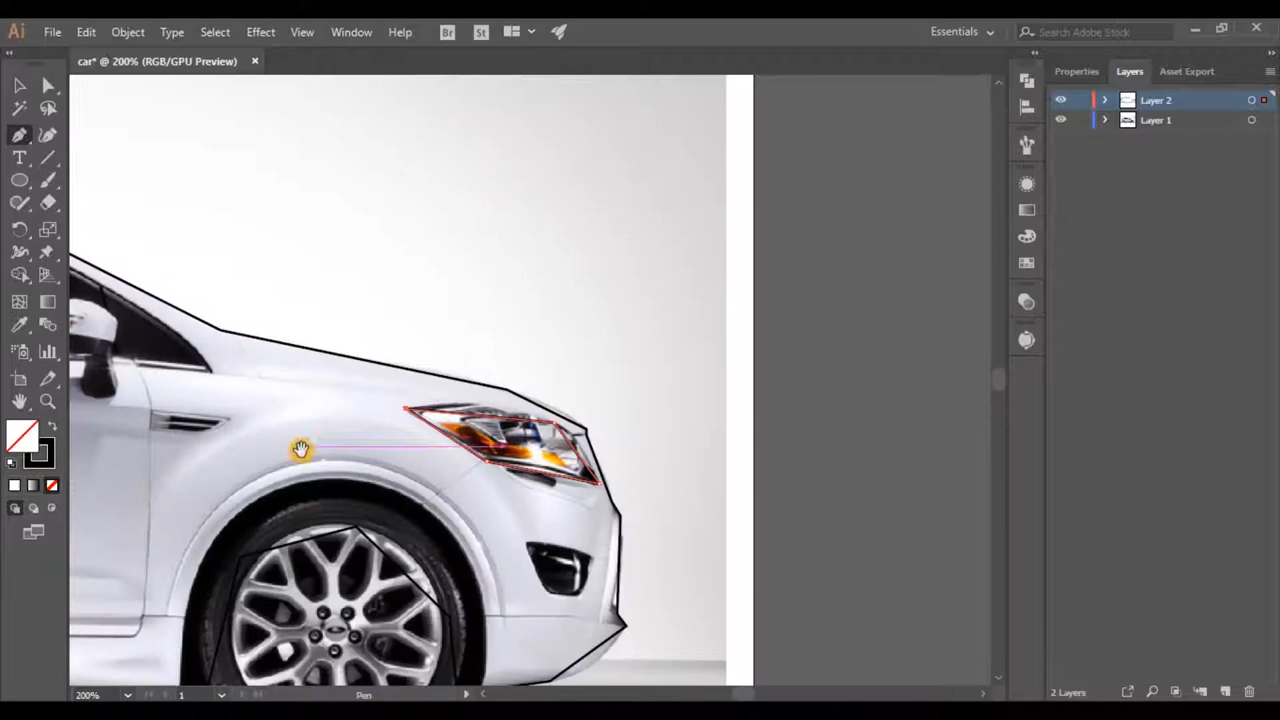 Ai File Edit Object Type Select Effect View Window Help Br St Essentials Search Adobe Stock
car* @ 200% (RGB/GPU Preview) ×
Properties Layers Asset Export
Layer 2
Layer 1
200% 1 Pen 2 Layers